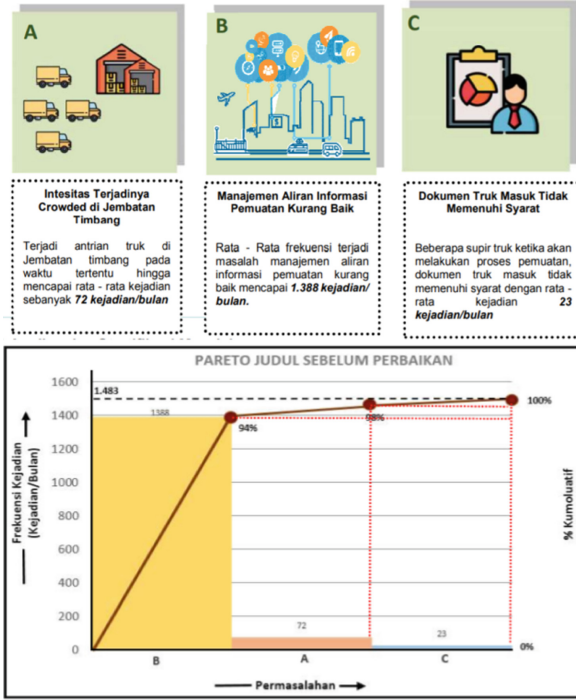 A
B
C
Intesitas Terjadinya
Crowded di Jembatan
Timbang
Terjadi antrian truk di
Jembatan timbang pada
waktu tertentu hingga
mencapai rata - rata kejadian
sebanyak 72 kejadian/bulan
Manajemen Aliran Informasi
Pemuatan Kurang Baik
Rata - Rata frekuensi terjadi
masalah manajemen aliran
informasi pemuatan kurang
baik mencapai 1.388 kejadian/
bulan.
Dokumen Truk Masuk Tidak
Memenuhi Syarat
Beberapa supir truk ketika akan
melakukan proses pemuatan,
dokumen truk masuk tidak
memenuhi syarat dengan rata -
rata kejadian 23
kejadian/bulan
PARETO JUDUL SEBELUM PERBAIKAN
Frekuensi Kejadian
(Kejadian/Bulan)
1600
1400
1200
1000
800
600
400
200
0
1.483
1388
94%
98%
100%
72
23
0%
B
A
C
Permasalahan
% Kumoluatif